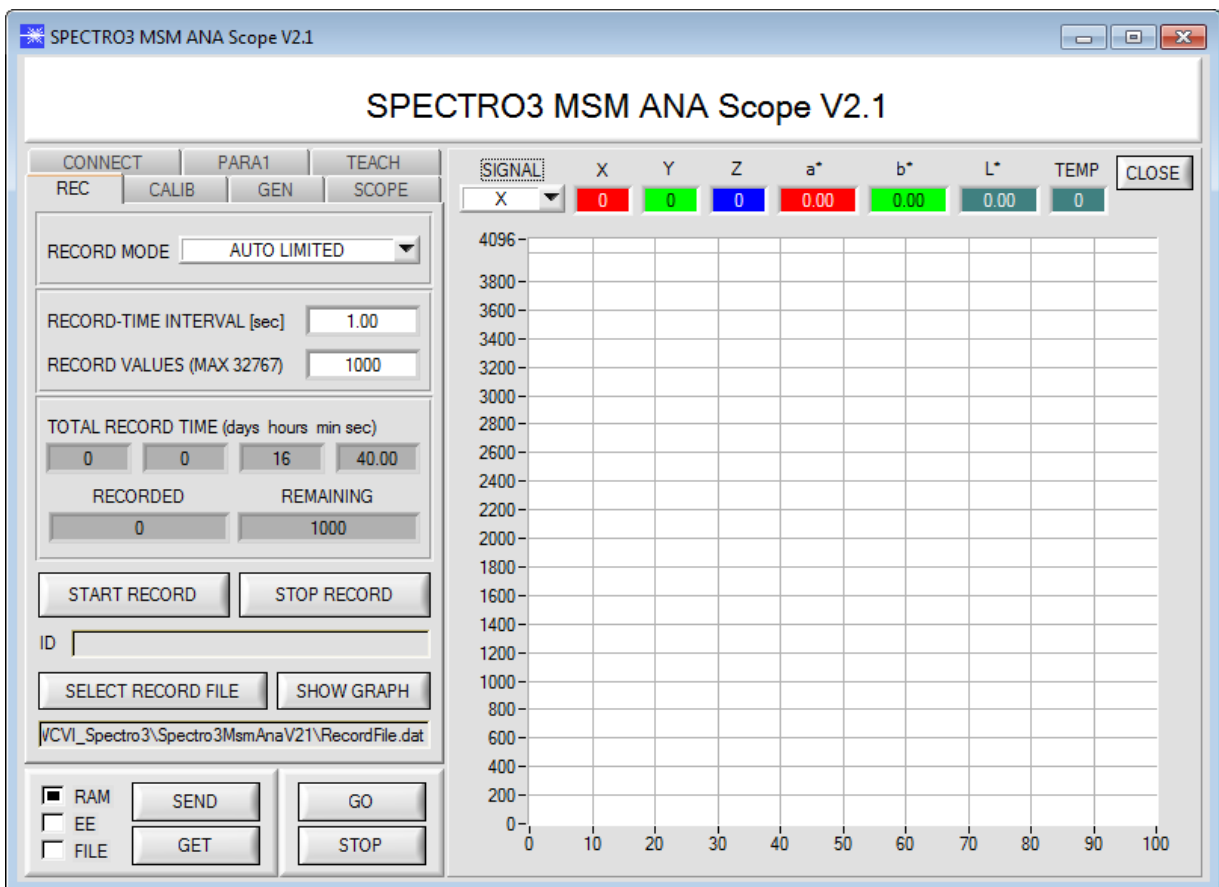 SPECTRO3 MSM ANA Scope V2.1
SPECTRO3 MSM ANA Scope V2.1
CONNECT PARA1 TEACH
REC CALIB GEN SCOPE
RECORD MODE AUTO LIMITED
RECORD-TIME INTERVAL [sec] 1.00
RECORD VALUES (MAX 32767) 1000
TOTAL RECORD TIME (days hours min sec)
0 0 16 40.00
RECORDED REMAINING
0 1000
START RECORD STOP RECORD
ID
SELECT RECORD FILE SHOW GRAPH
VCVI_Spectro3\Spectro3MsmAnaV21\RecordFile.dat
RAM SEND GO
EE
FILE GET STOP
SIGNAL X Y Z a* b* L* TEMP CLOSE
X 0 0 0 0.00 0.00 0.00 0
4096
3800
3600
3400
3200
3000
2800
2600
2400
2200
2000
1800
1600
1400
1200
1000
800
600
400
200
0
0 10 20 30 40 50 60 70 80 90 100